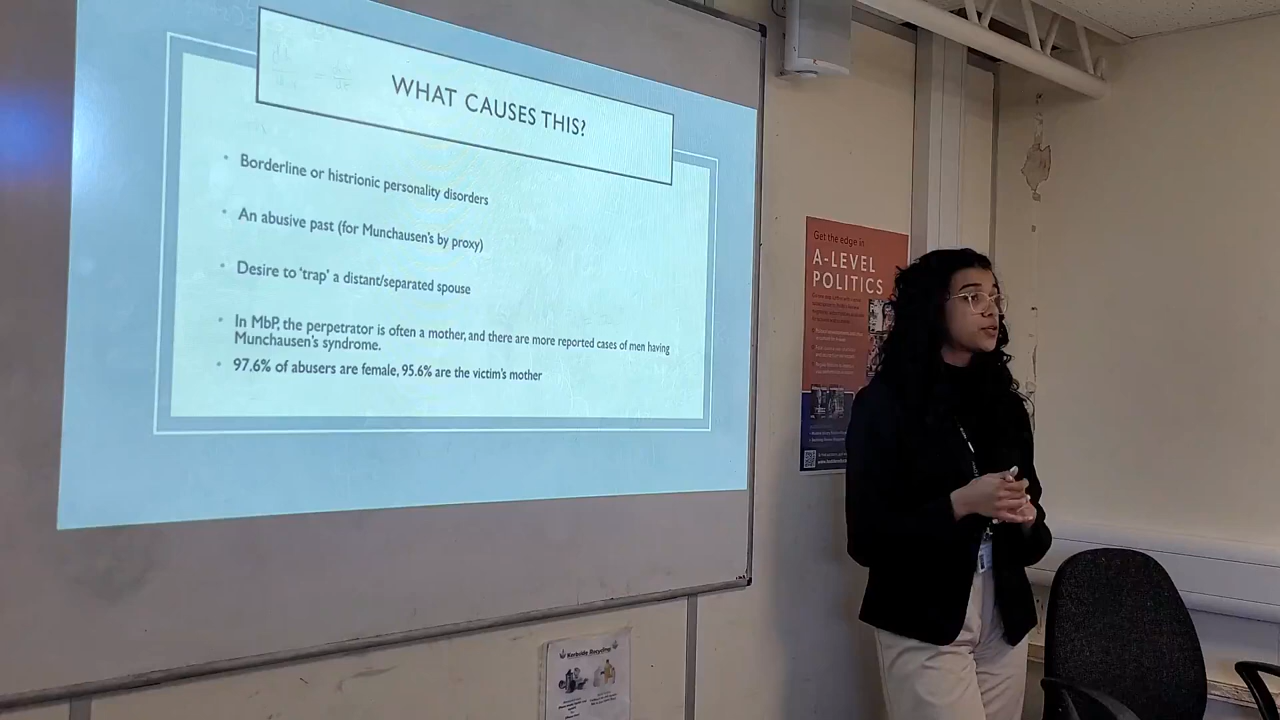 WHAT CAUSES THIS?
Borderline or histrionic personality disorders
An abusive past (for Munchausen's by proxy)
Desire to 'trap' a distant/separated spouse
In MbP, the perpetrator is often a mother, and there are more reported cases of men having
Munchausen's syndrome.
97.6% of abusers are female, 95.6% are the victim's mother
Get the edge in
A-LEVEL
POLITICS
Kerbside Recycling